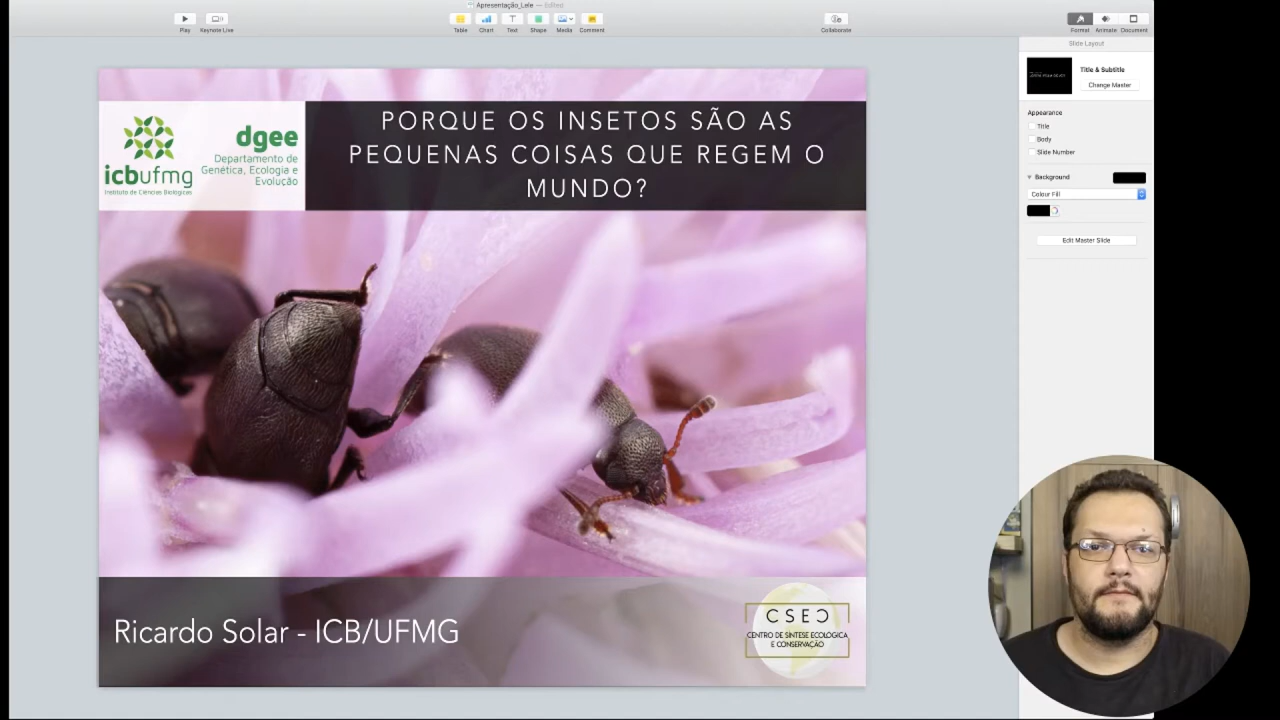 Apresentação_Lele — Edited
Play
Keynote Live
Table
Chart
Text
Shape
Media
Comment
Collaborate
Format
Animate
Document
Slide Layout
Title & Subtitle
Change Master
Appearance
Title
Body
Slide Number
Background
Colour Fill
Edit Master Slide
icbufmg
Instituto de Ciências Biológicas
dgee
Departamento de
Genética, Ecologia e
Evolução
PORQUE OS INSETOS SÃO AS
PEQUENAS COISAS QUE REGEM O
MUNDO?
Ricardo Solar - ICB/UFMG
CSEC
CENTRO DE SÍNTESE ECOLÓGICA
E CONSERVAÇÃO